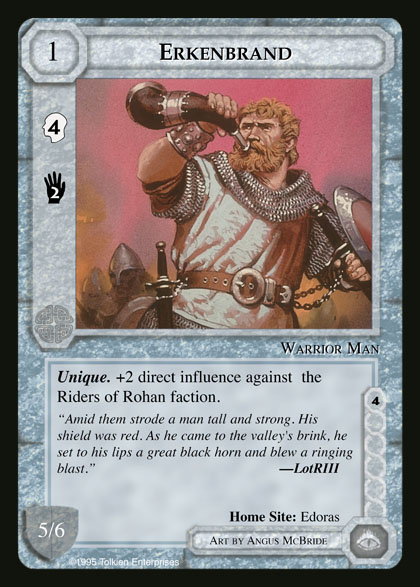 1
ERKENBRAND
4
2
WARRIOR MAN
Unique. +2 direct influence against the
Riders of Rohan faction.
4
“Amid them strode a man tall and strong. His
shield was red. As he came to the valley's brink, he
set to his lips a great black horn and blew a ringing
blast.” —LotRIII
Home Site: Edoras
5/6
ART BY ANGUS MCBRIDE
©1995 Tolkien Enterprises